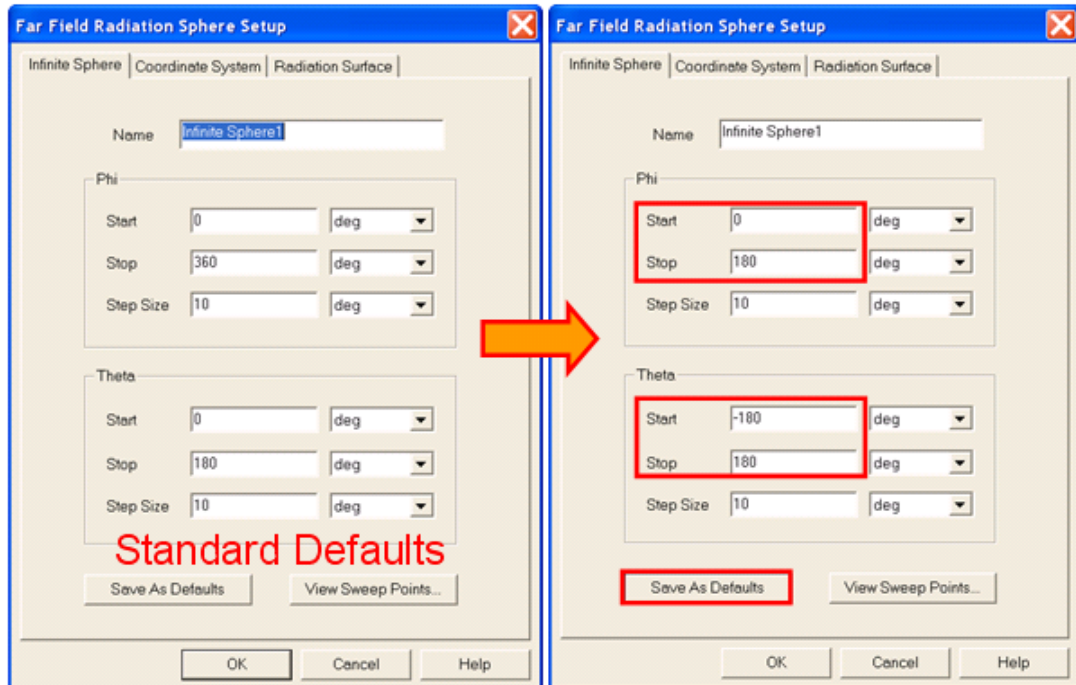 Far Field Radiation Sphere Setup
Infinite Sphere Coordinate System Radiation Surface
Name Infinite Sphere1
Phi
Start 0 deg
Stop 360 deg
Step Size 10 deg
Theta
Start 0 deg
Stop 180 deg
Step Size 10 deg
Standard Defaults
Save As Defaults View Sweep Points...
OK Cancel Help
Far Field Radiation Sphere Setup
Infinite Sphere Coordinate System Radiation Surface
Name Infinite Sphere1
Phi
Start 0 deg
Stop 180 deg
Step Size 10 deg
Theta
Start -180 deg
Stop 180 deg
Step Size 10 deg
Save As Defaults View Sweep Points...
OK Cancel Help